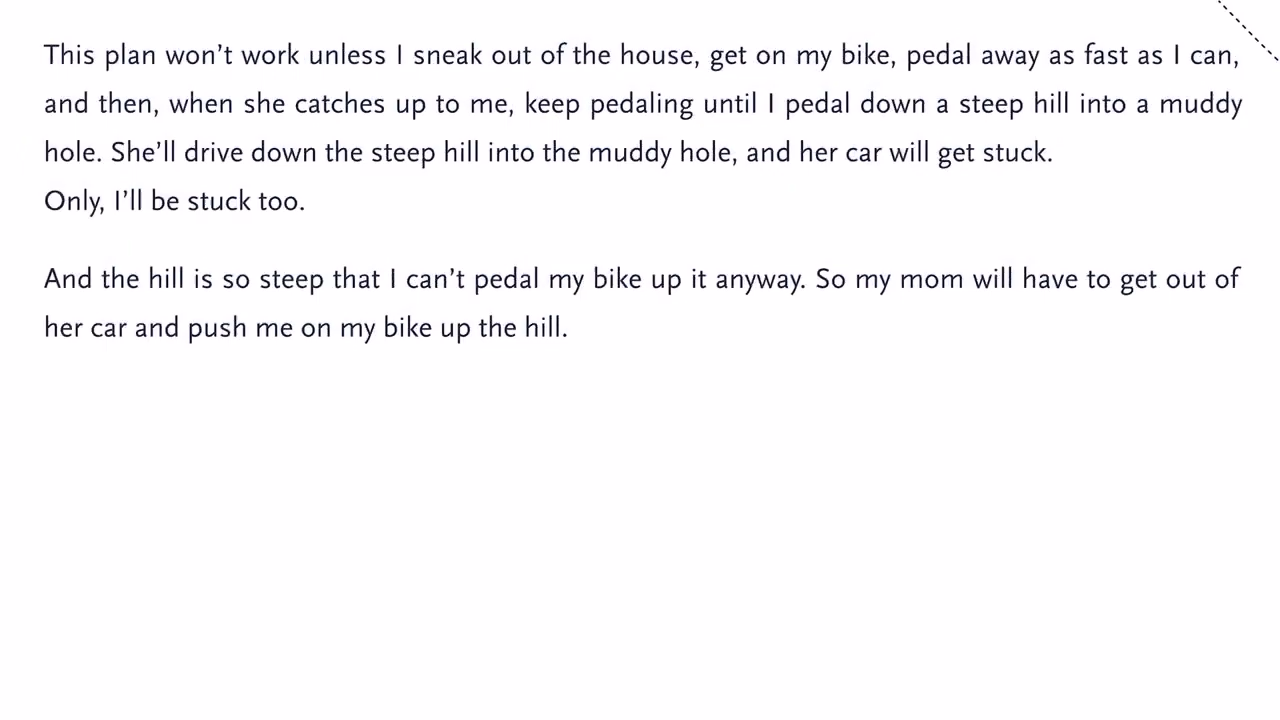 This plan won’t work unless I sneak out of the house, get on my bike, pedal away as fast as I can,
and then, when she catches up to me, keep pedaling until I pedal down a steep hill into a muddy
hole. She’ll drive down the steep hill into the muddy hole, and her car will get stuck.
Only, I’ll be stuck too.
And the hill is so steep that I can’t pedal my bike up it anyway. So my mom will have to get out of
her car and push me on my bike up the hill.